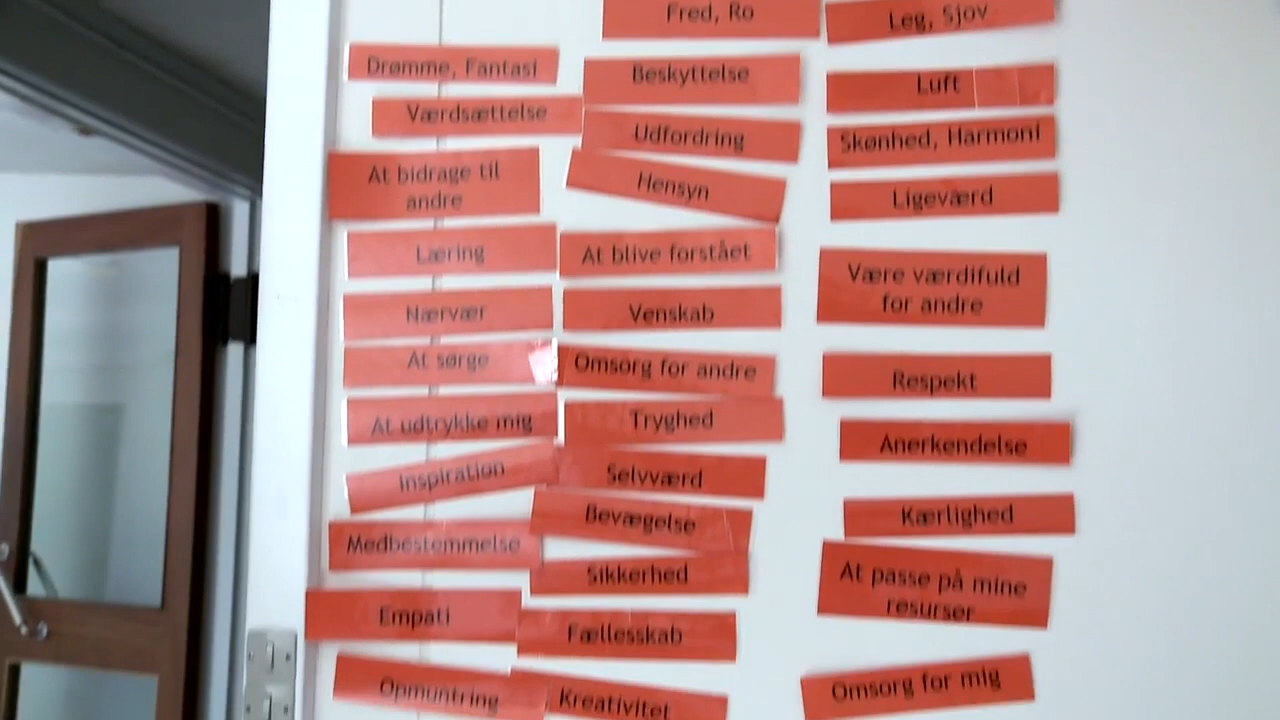 Drømme, Fantasi
Værdsættelse
At bidrage til
andre
Læring
Nærvær
At sørge
At udtrykke mig
Inspiration
Medbestemmelse
Empati
Opmuntring
Fred, Ro
Beskyttelse
Udfordring
Hensyn
At blive forstået
Venskab
Omsorg for andre
Tryghed
Selvværd
Bevægelse
Sikkerhed
Fællesskab
Kreativitet
Leg, Sjov
Luft
Skønhed, Harmoni
Ligeværd
Være værdifuld
for andre
Respekt
Anerkendelse
Kærlighed
At passe på mine
resurser
Omsorg for mig